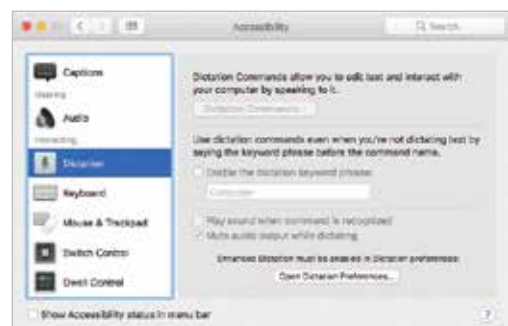 Accessibility
Search
Captions
Hearing
Audio
Interacting
Dictation
Keyboard
Mouse & Trackpad
Switch Control
Dwell Control
Dictation Commands allow you to edit text and interact with
your computer by speaking to it.
Dictation Commands...
Use dictation commands even when you're not dictating text by
saying the keyword phrase before the command name.
Enable the dictation keyword phrase:
Computer
Play sound when command is recognized
Mute audio output while dictating
Enhanced Dictation must be enabled in Dictation preferences
Open Dictation Preferences...
Show Accessibility status in menu bar
?